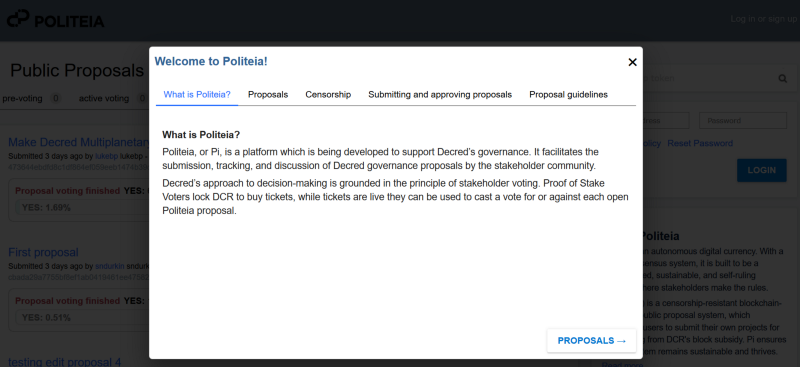 POLITEIA
Log in or sign up
Public Proposals
pre-voting 0 active voting 0
Welcome to Politeia!
What is Politeia? Proposals Censorship Submitting and approving proposals Proposal guidelines
What is Politeia?
Politeia, or Pi, is a platform which is being developed to support Decred's governance. It facilitates the
submission, tracking, and discussion of Decred governance proposals by the stakeholder community.
Decred's approach to decision-making is grounded in the principle of stakeholder voting. Proof of Stake
Voters lock DCR to buy tickets, while tickets are live they can be used to cast a vote for or against each open
Politeia proposal.
PROPOSALS →
Make Decred Multiplanetary
Submitted 3 days ago by lukebp lukebp -
Proposal voting finished YES:
YES: 1.69%
First proposal
Submitted 3 days ago by sndurkin
Proposal voting finished YES:
YES: 0.51%
testing edit proposal 4
Password
Reset Password
LOGIN
Politeia
autonomous digital currency. With a
system, it is built to be a
sustainable, and self-ruling
stakeholders make the rules.
is a censorship-resistant blockchain-
proposal system, which
users to submit their own projects for
from DCR's block subsidy. Pi ensures
remains sustainable and thrives.